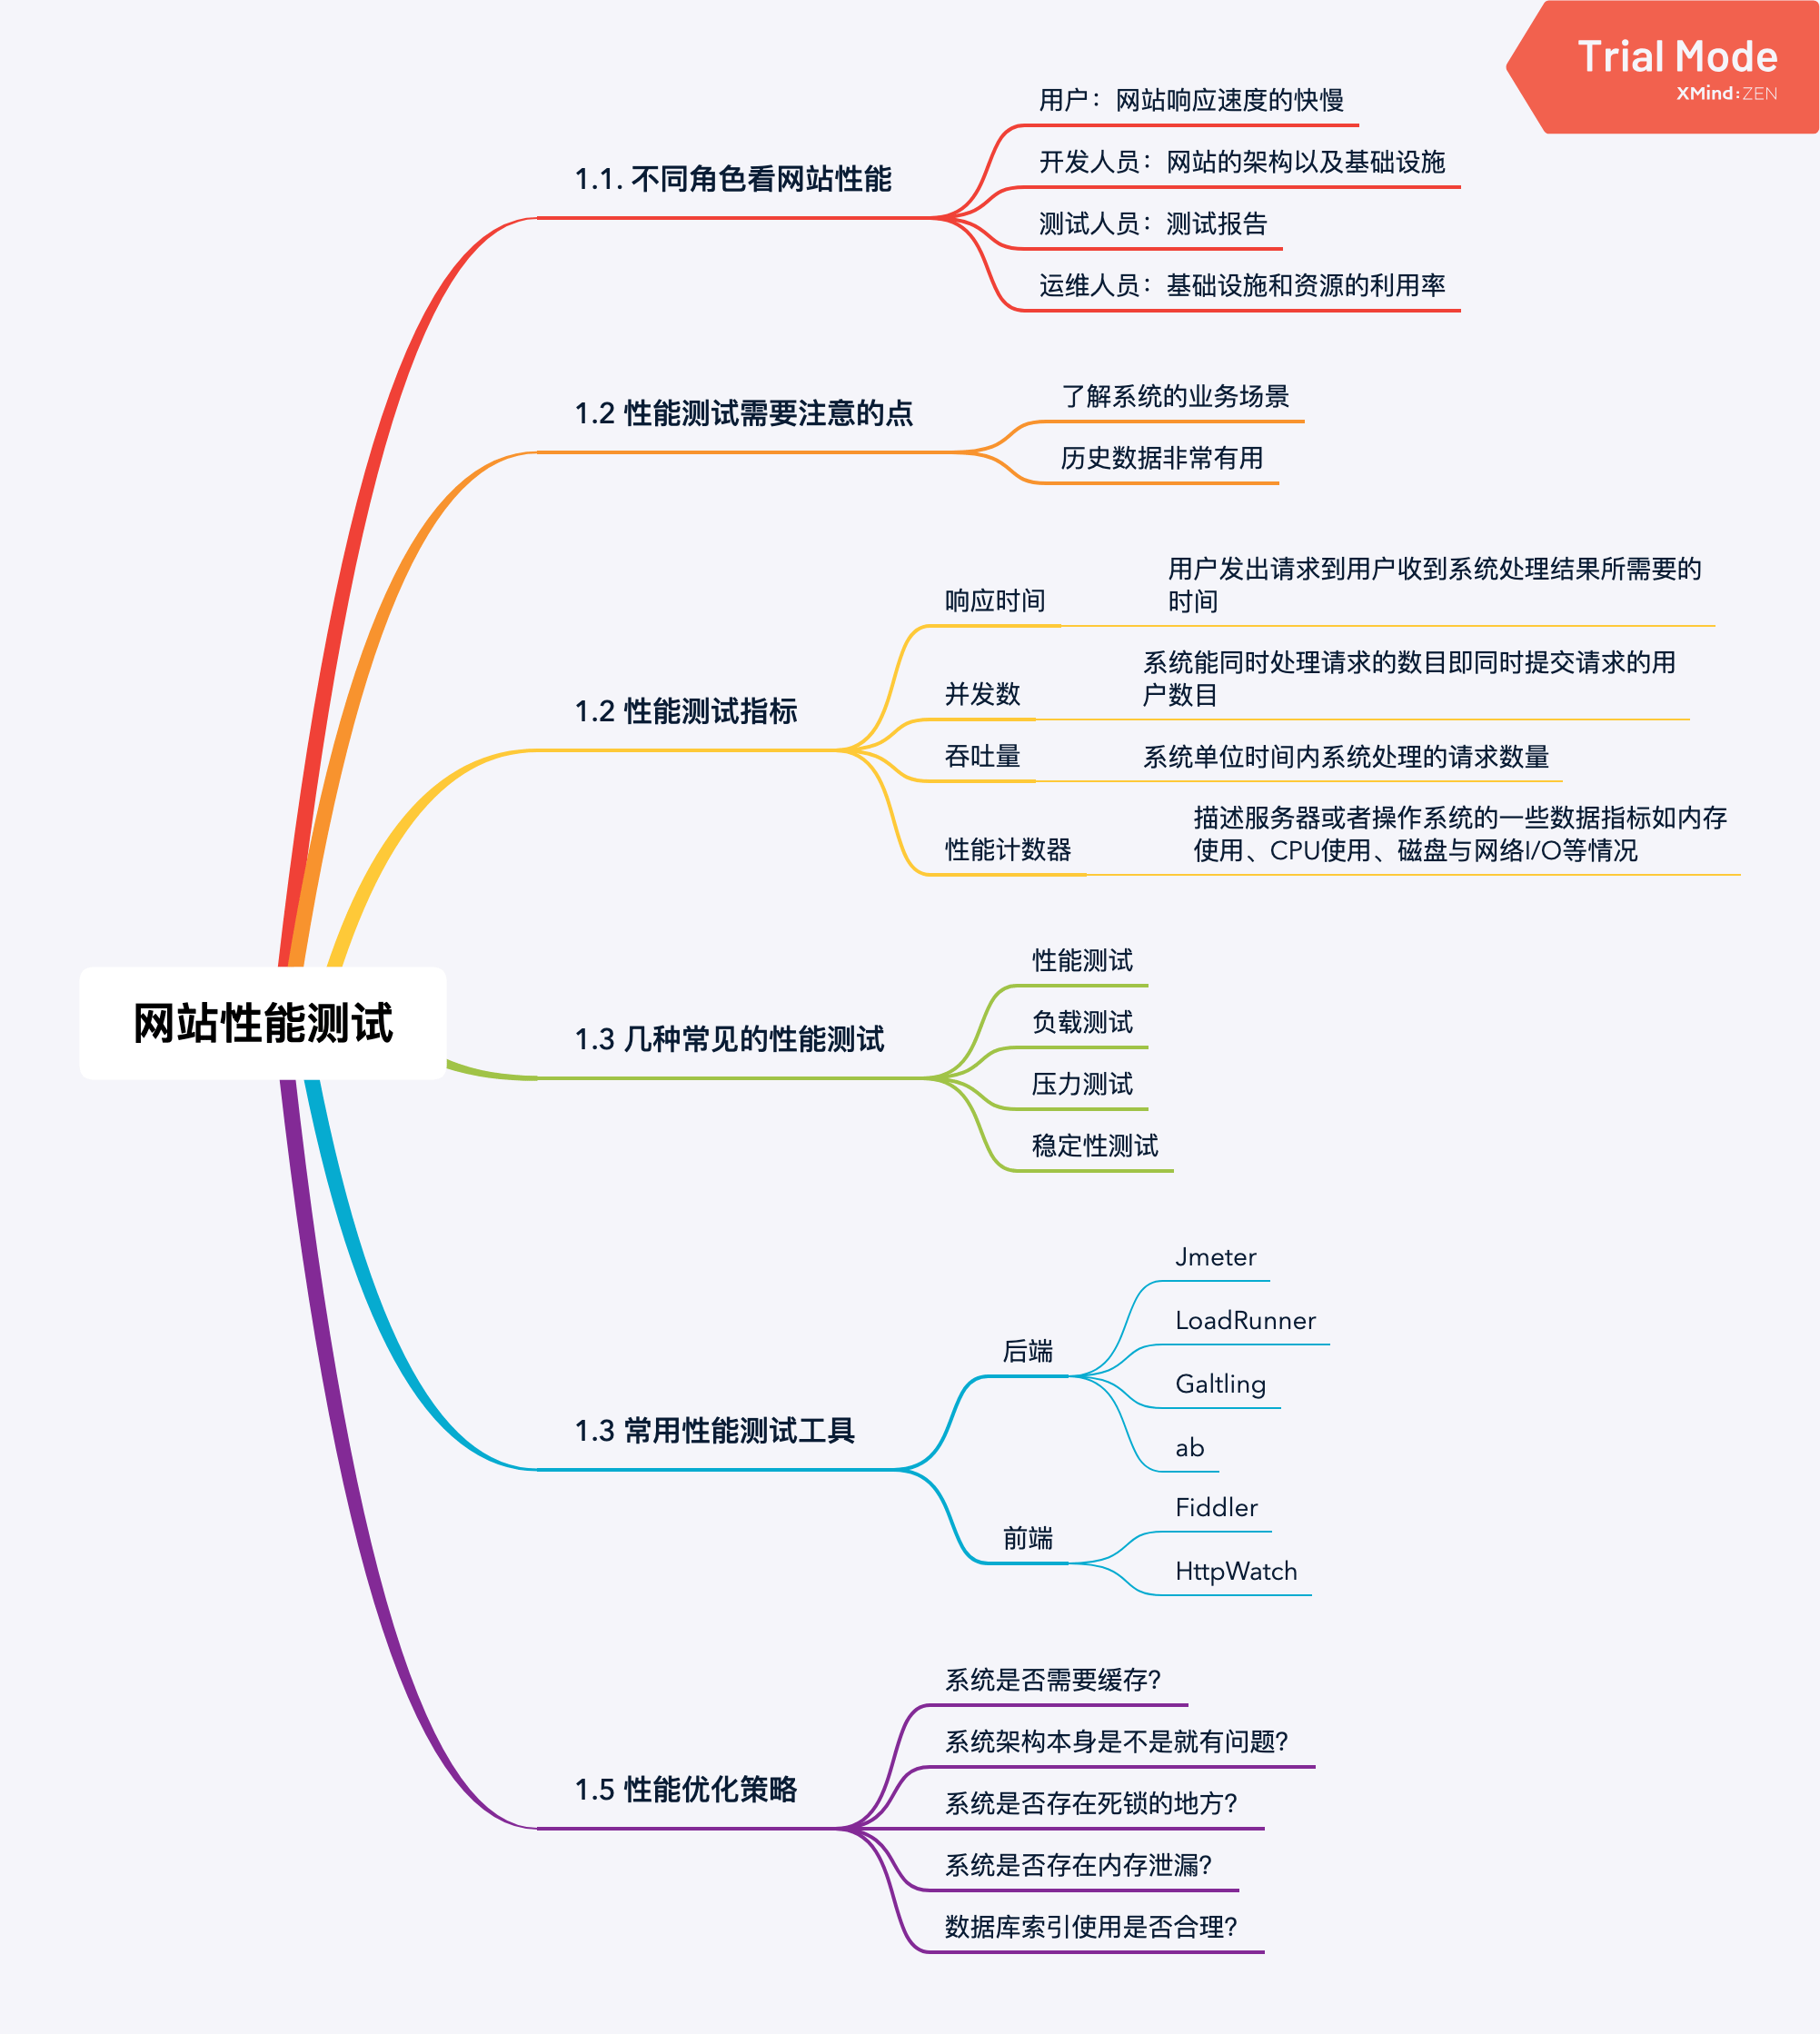 Trial Mode
XMind:ZEN
网站性能测试
1.1. 不同角色看网站性能
用户：网站响应速度的快慢
开发人员：网站的架构以及基础设施
测试人员：测试报告
运维人员：基础设施和资源的利用率
1.2 性能测试需要注意的点
了解系统的业务场景
历史数据非常有用
1.2 性能测试指标
响应时间
用户发出请求到用户收到系统处理结果所需要的
时间
并发数
系统能同时处理请求的数目即同时提交请求的用
户数目
吞吐量
系统单位时间内系统处理的请求数量
性能计数器
描述服务器或者操作系统的一些数据指标如内存
使用、CPU使用、磁盘与网络I/O等情况
1.3 几种常见的性能测试
性能测试
负载测试
压力测试
稳定性测试
1.3 常用性能测试工具
后端
Jmeter
LoadRunner
Galtling
ab
前端
Fiddler
HttpWatch
1.5 性能优化策略
系统是否需要缓存?
系统架构本身是不是就有问题?
系统是否存在死锁的地方?
系统是否存在内存泄漏?
数据库索引使用是否合理?